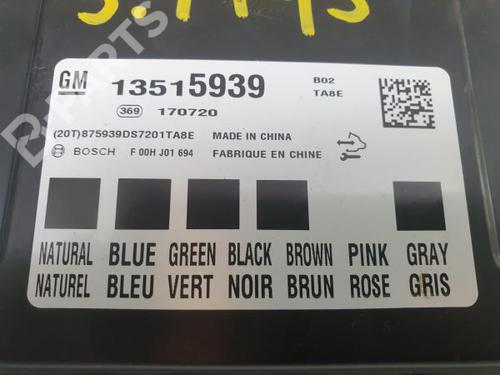 GM 13515939 B02
TA8E
369 170720
(20T)875939DS7201TA8E MADE IN CHINA
BOSCH F 00H J01 694 FABRIQUE EN CHINE
NATURAL BLUE GREEN BLACK BROWN PINK GRAY
NATUREL BLEU VERT NOIR BRUN ROSE GRIS